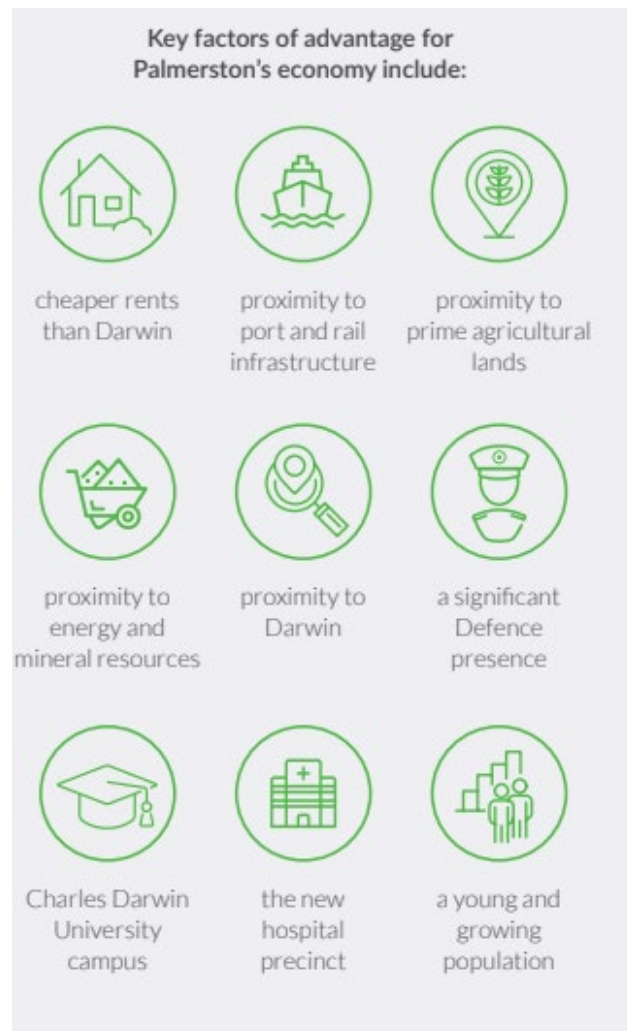 Key factors of advantage for
Palmerston's economy include:
cheaper rents
than Darwin
proximity to
port and rail
infrastructure
proximity to
prime agricultural
lands
proximity to
energy and
mineral resources
proximity to
Darwin
a significant
Defence
presence
Charles Darwin
University
campus
the new
hospital
precinct
a young and
growing
population